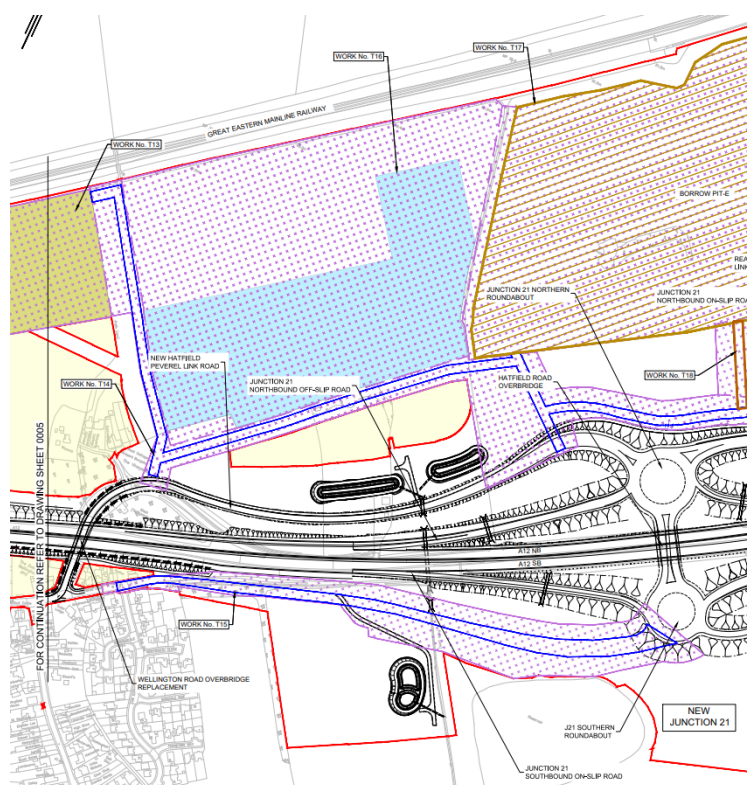 WORK No. T17
WORK No. T16
GREAT EASTERN MAINLINE RAILWAY
WORK No. T13
BORROW PIT-E
REA
LINK
JUNCTION 21 NORTHERN
ROUNDABOUT
JUNCTION 21
NORTHBOUND ON-SLIP ROA
NEW HATFIELD
PEVEREL LINK ROAD
JUNCTION 21
NORTHBOUND OFF-SLIP ROAD
HATFIELD ROAD
OVERBRIDGE
WORK No. T18
WORK No. T14
FOR CONTINUATION REFER TO DRAWING SHEET 0005
A12 NB
A12 SB
WORK No. T15
WELLINGTON ROAD OVERBRIDGE
REPLACEMENT
NEW
JUNCTION 21
J21 SOUTHERN
ROUNDABOUT
JUNCTION 21
SOUTHBOUND ON-SLIP ROAD